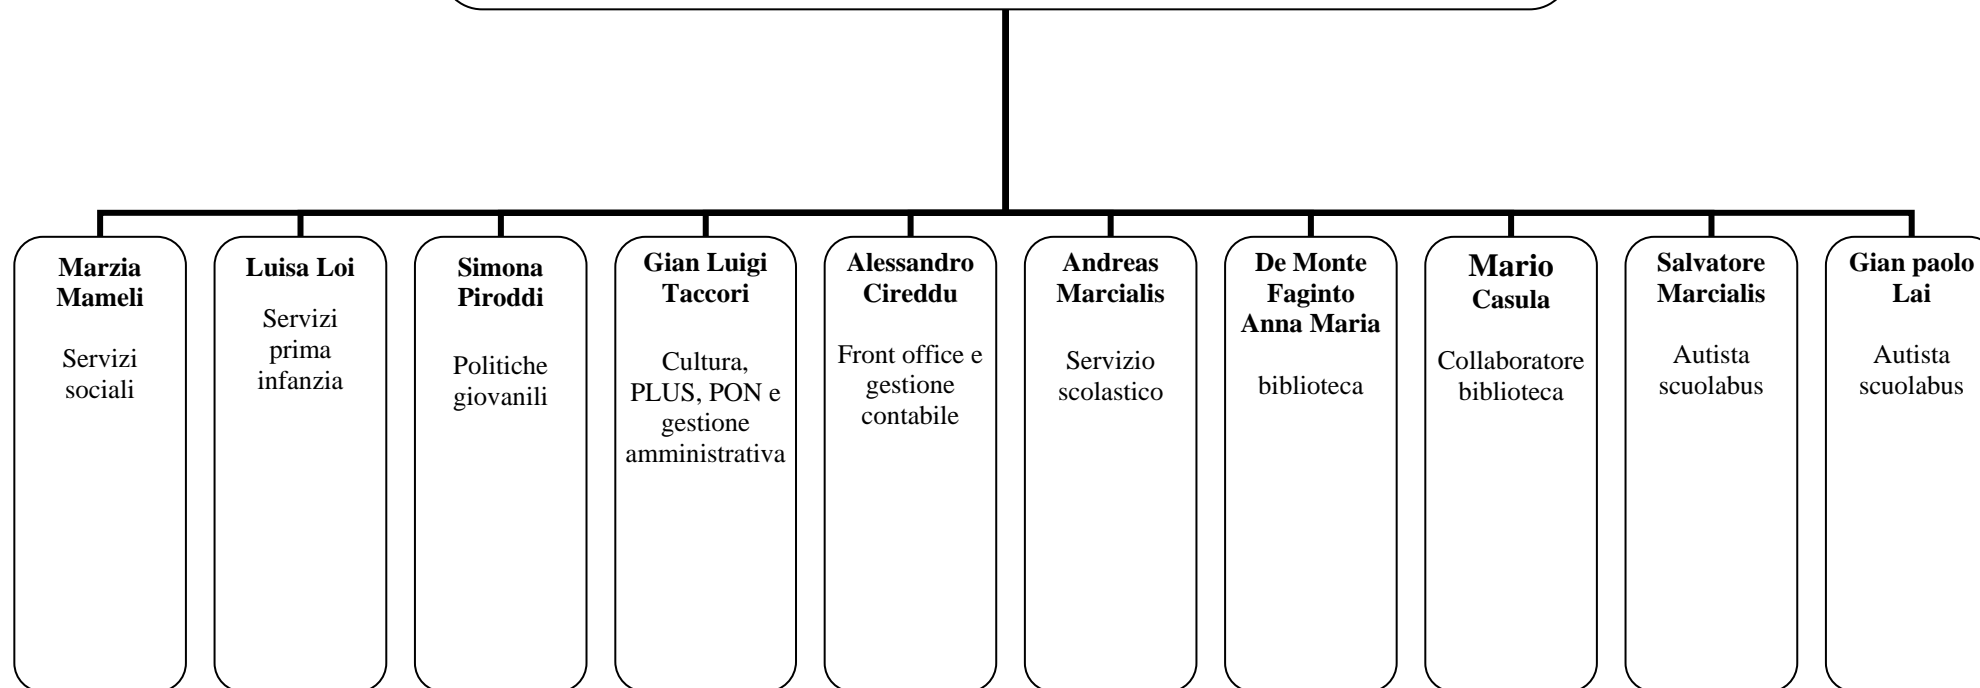 Marzia
Mameli
Servizi
sociali
Luisa Loi
Servizi
prima
infanzia
Simona
Piroddi
Politiche
giovanili
Gian Luigi
Taccori
Cultura,
PLUS, PON e
gestione
amministrativa
Alessandro
Cireddu
Front office e
gestione
contabile
Andreas
Marcialis
Servizio
scolastico
De Monte
Faginto
Anna Maria
biblioteca
Mario
Casula
Collaboratore
biblioteca
Salvatore
Marcialis
Autista
scuolabus
Gian paolo
Lai
Autista
scuolabus